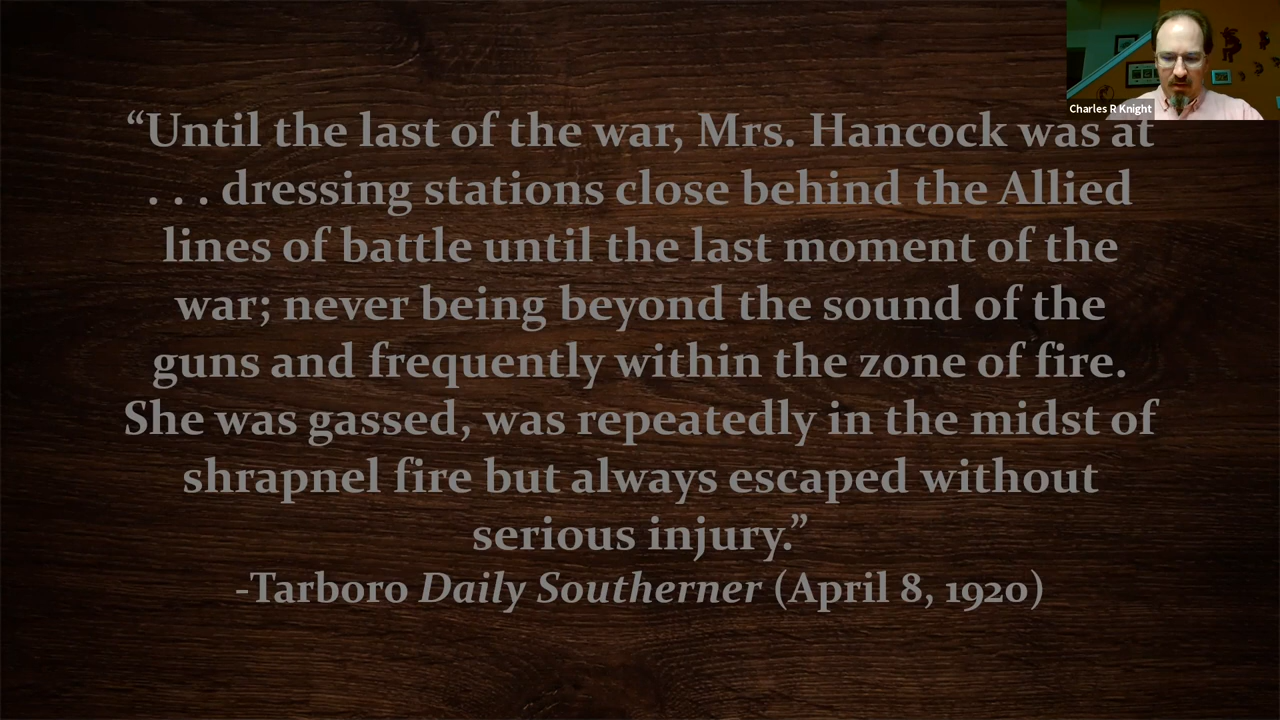 Charles R Knight
“Until the last of the war, Mrs. Hancock was at
. . . dressing stations close behind the Allied
lines of battle until the last moment of the
war; never being beyond the sound of the
guns and frequently within the zone of fire.
She was gassed, was repeatedly in the midst of
shrapnel fire but always escaped without
serious injury.”
-Tarboro Daily Southerner (April 8, 1920)